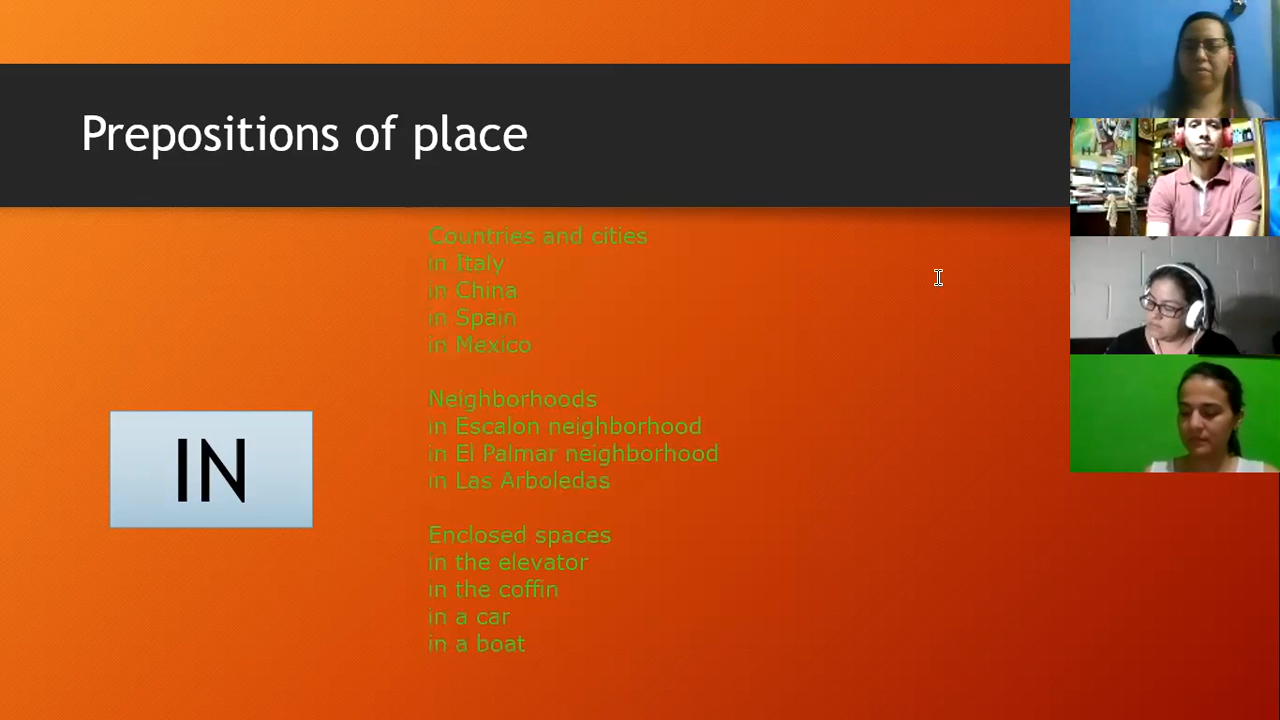 Prepositions of place
IN
Countries and cities
in Italy
in China
in Spain
in Mexico
Neighborhoods
in Escalon neighborhood
in El Palmar neighborhood
in Las Arboledas
Enclosed spaces
in the elevator
in the coffin
in a car
in a boat